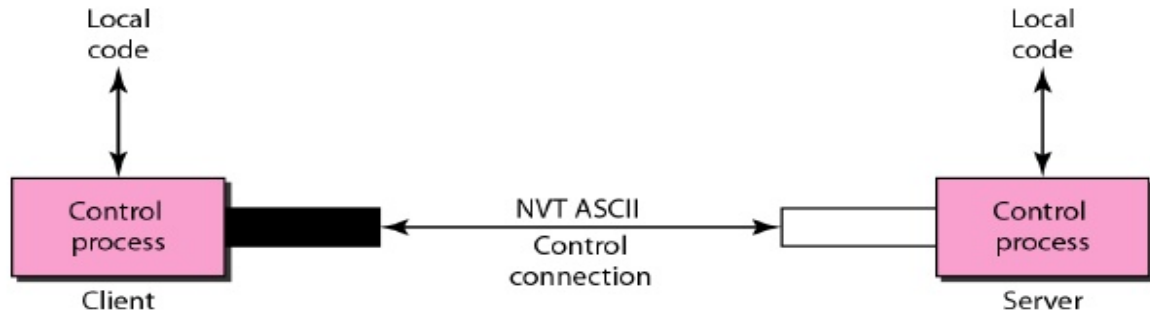 Local
code
Local
code
Control
process
NVT ASCII
Control
connection
Control
process
Client
Server